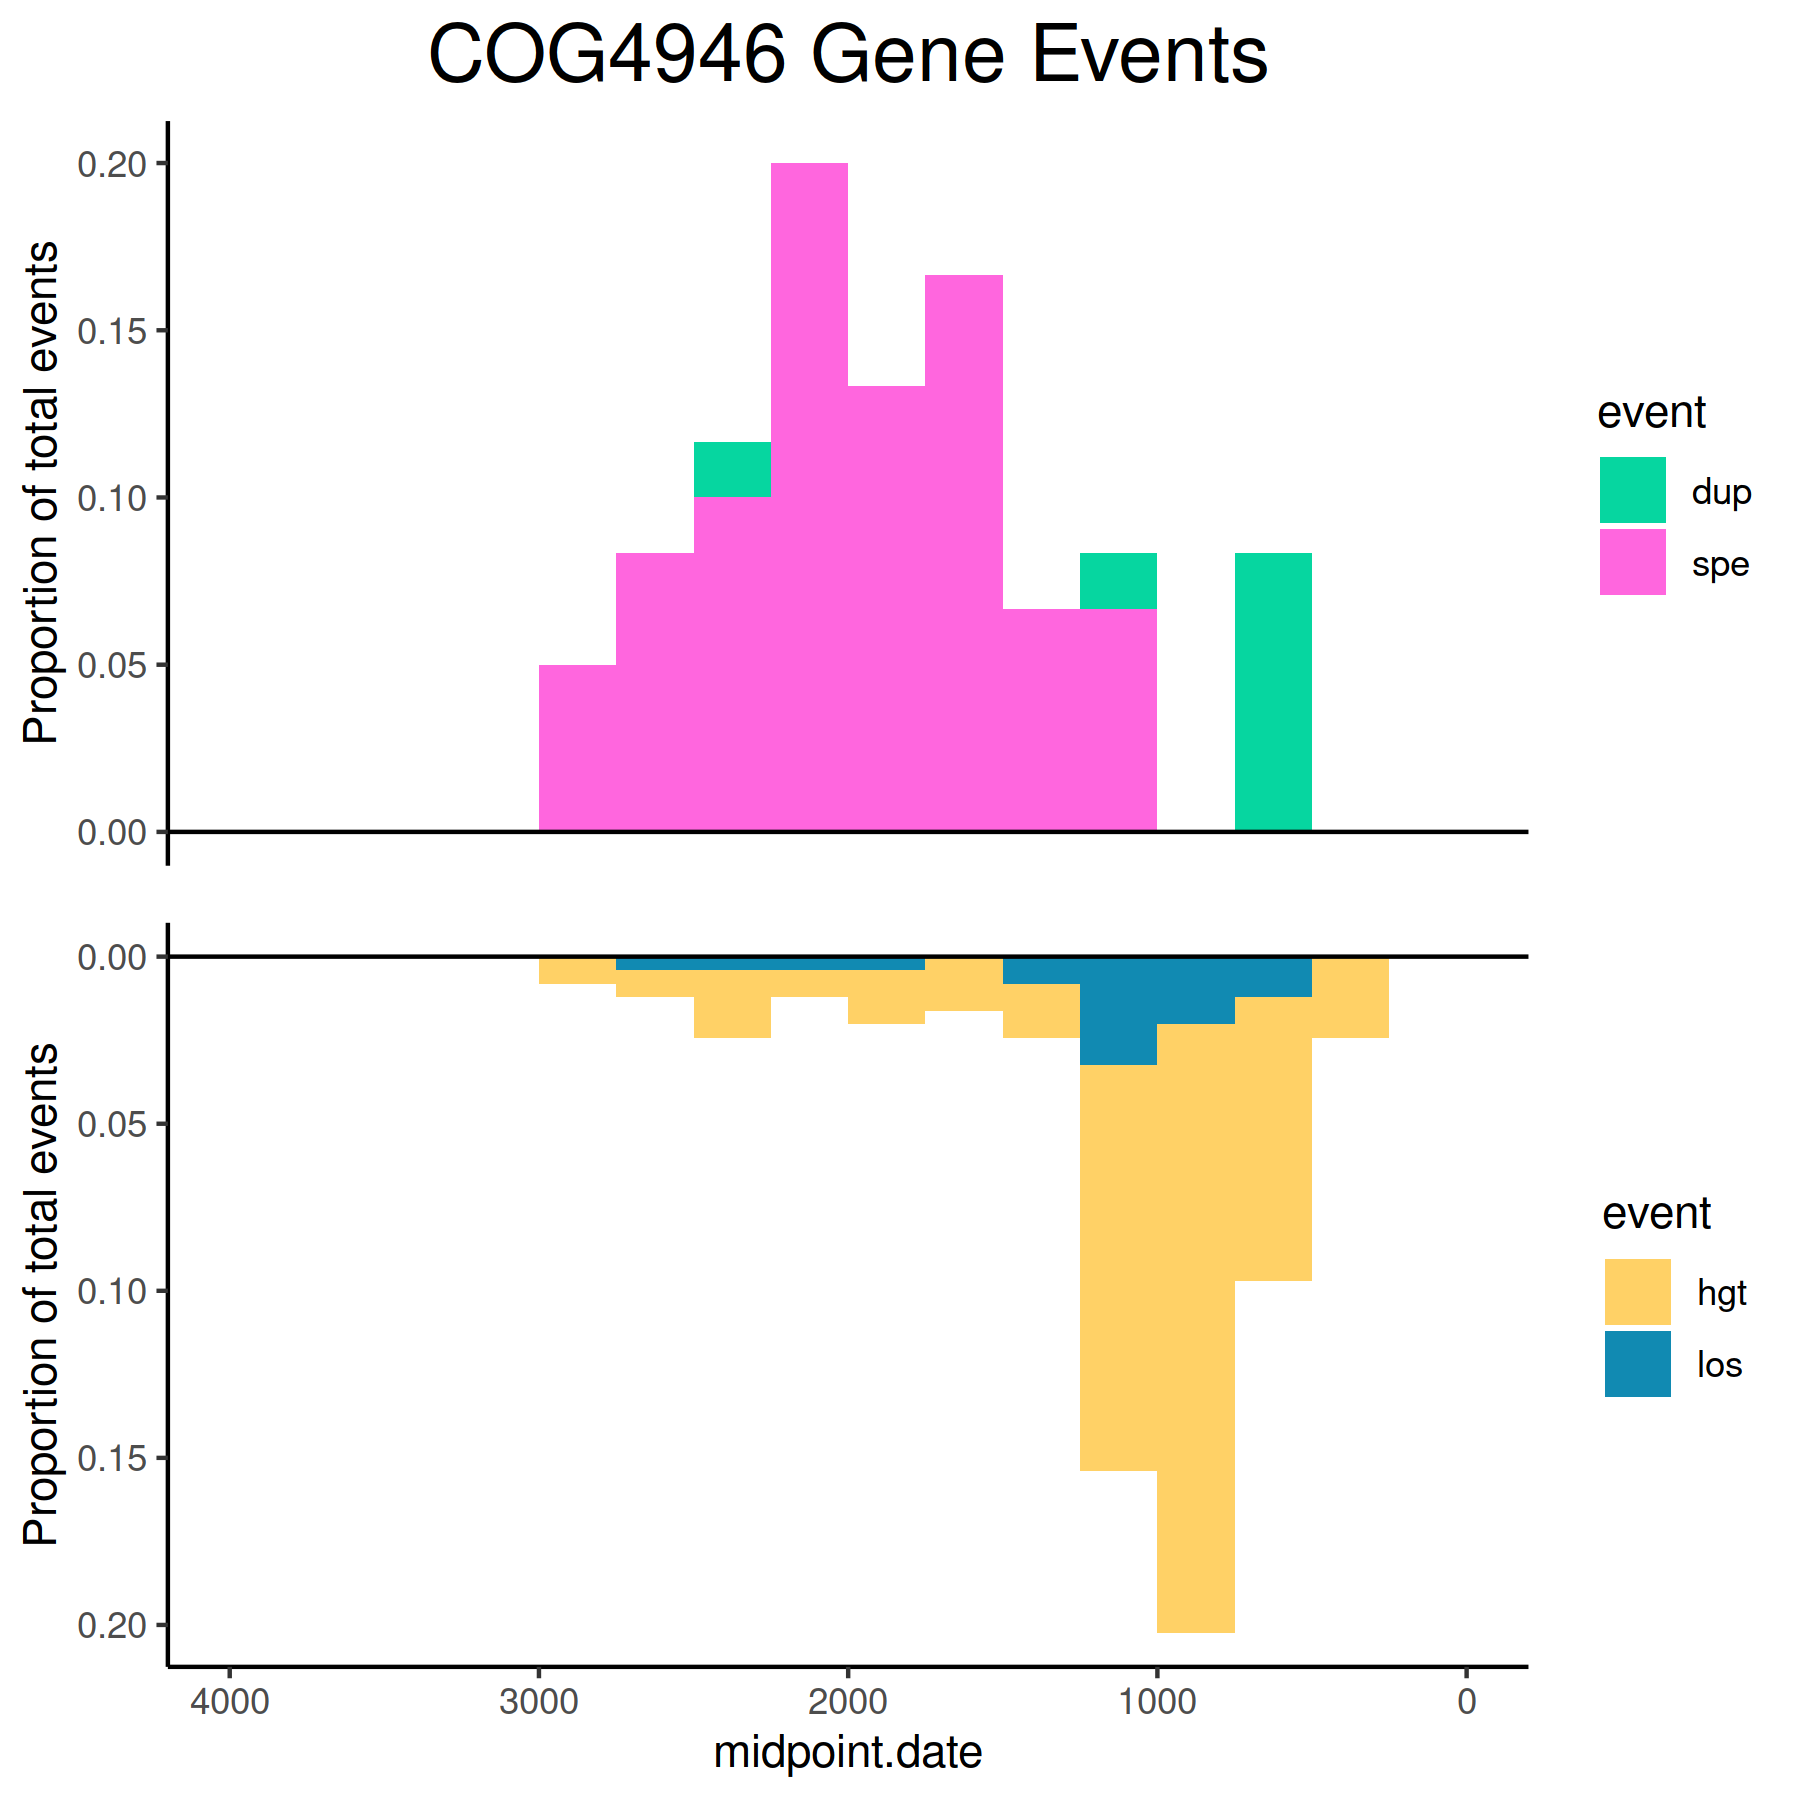 COG4946 Gene Events
Proportion of total events
0.20
0.15
0.10
0.05
0.00
event
dup
spe
Proportion of total events
0.00
0.05
0.10
0.15
0.20
event
hgt
los
4000 3000 2000 1000 0
midpoint.date